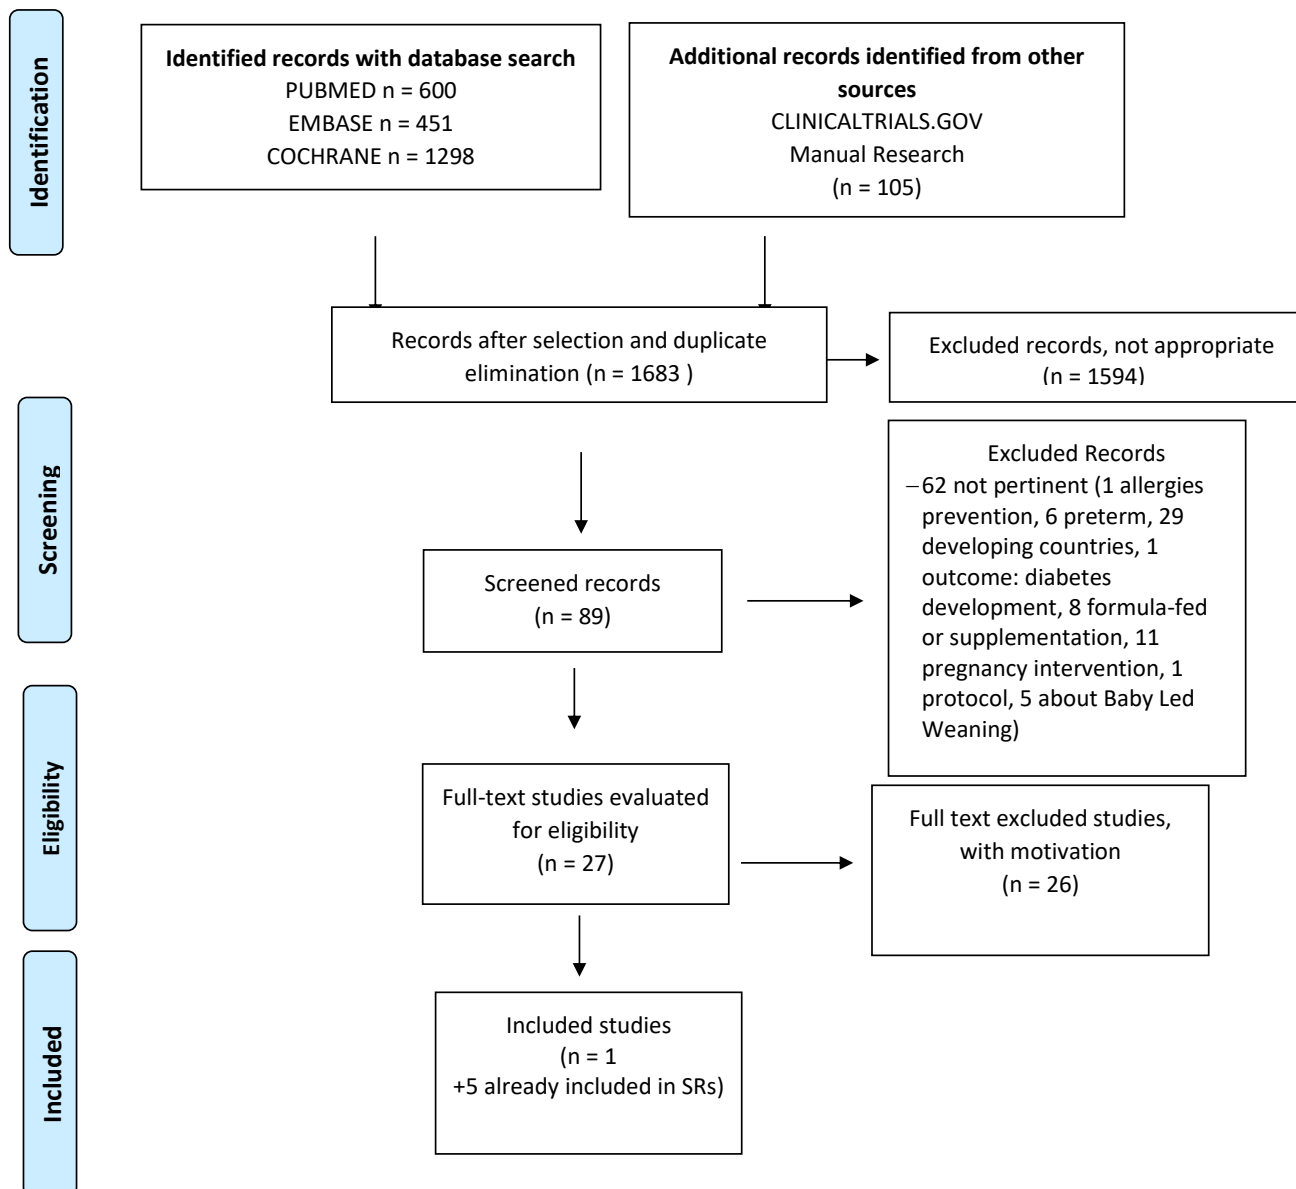 Identification
Identified records with database search
PUBMED n = 600
EMBASE n = 451
COCHRANE n = 1298
Additional records identified from other
sources
CLINICALTRIALS.GOV
Manual Research
(n = 105)
Records after selection and duplicate
elimination (n = 1683 )
Excluded records, not appropriate
(n = 1594)
Screening
Screened records
(n = 89)
Excluded Records
–62 not pertinent (1 allergies
prevention, 6 preterm, 29
developing countries, 1
outcome: diabetes
development, 8 formula-fed
or supplementation, 11
pregnancy intervention, 1
protocol, 5 about Baby Led
Weaning)
Eligibility
Full-text studies evaluated
for eligibility
(n = 27)
Full text excluded studies,
with motivation
(n = 26)
Included
Included studies
(n = 1
+5 already included in SRs)